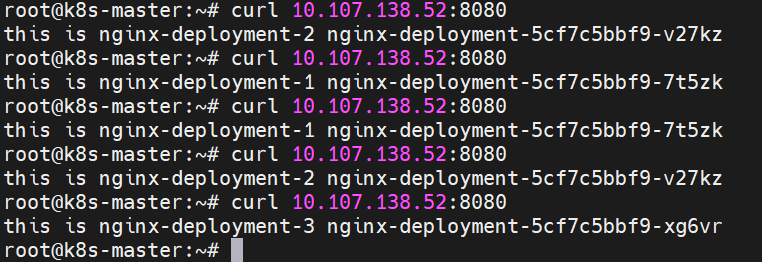 root@k8s-master:~# curl 10.107.138.52:8080
this is nginx-deployment-2 nginx-deployment-5cf7c5bbf9-v27kz
root@k8s-master:~# curl 10.107.138.52:8080
this is nginx-deployment-1 nginx-deployment-5cf7c5bbf9-7t5zk
root@k8s-master:~# curl 10.107.138.52:8080
this is nginx-deployment-1 nginx-deployment-5cf7c5bbf9-7t5zk
root@k8s-master:~# curl 10.107.138.52:8080
this is nginx-deployment-2 nginx-deployment-5cf7c5bbf9-v27kz
root@k8s-master:~# curl 10.107.138.52:8080
this is nginx-deployment-3 nginx-deployment-5cf7c5bbf9-xg6vr
root@k8s-master:~#